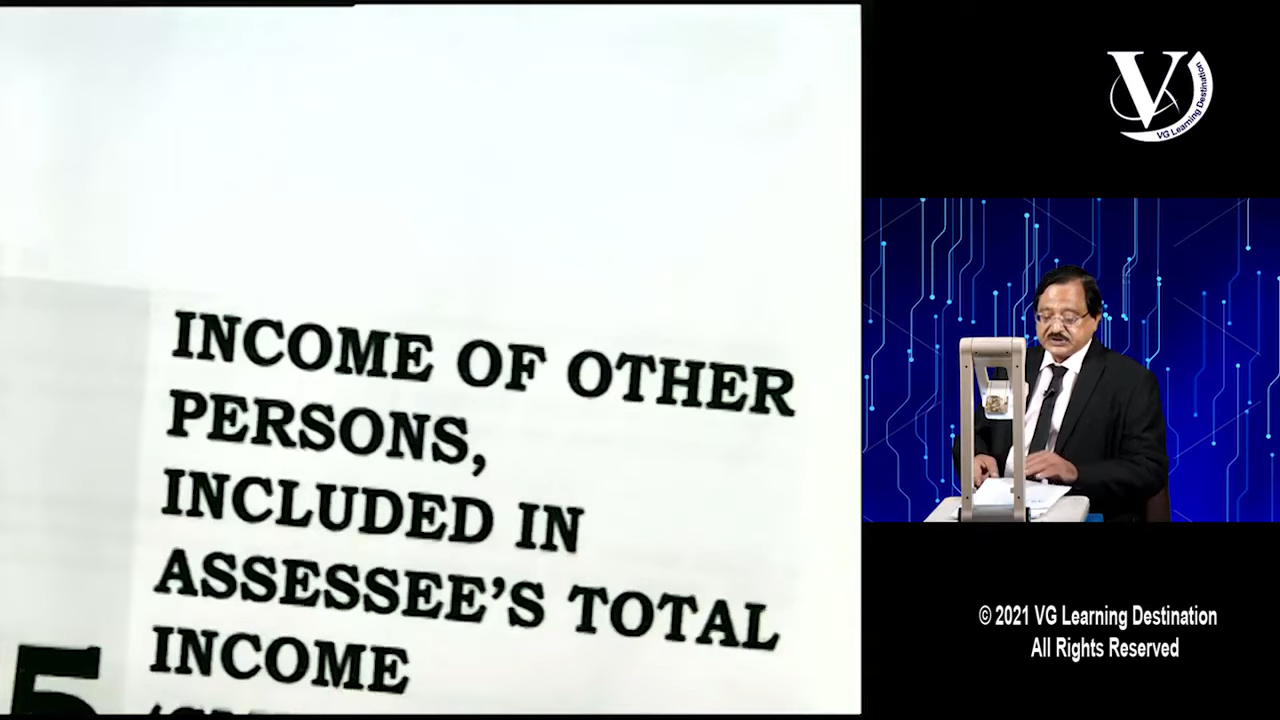 INCOME OF OTHER
PERSONS,
INCLUDED IN
ASSESSEE'S TOTAL
INCOME
5
V
VG Learning Destination
© 2021 VG Learning Destination
All Rights Reserved